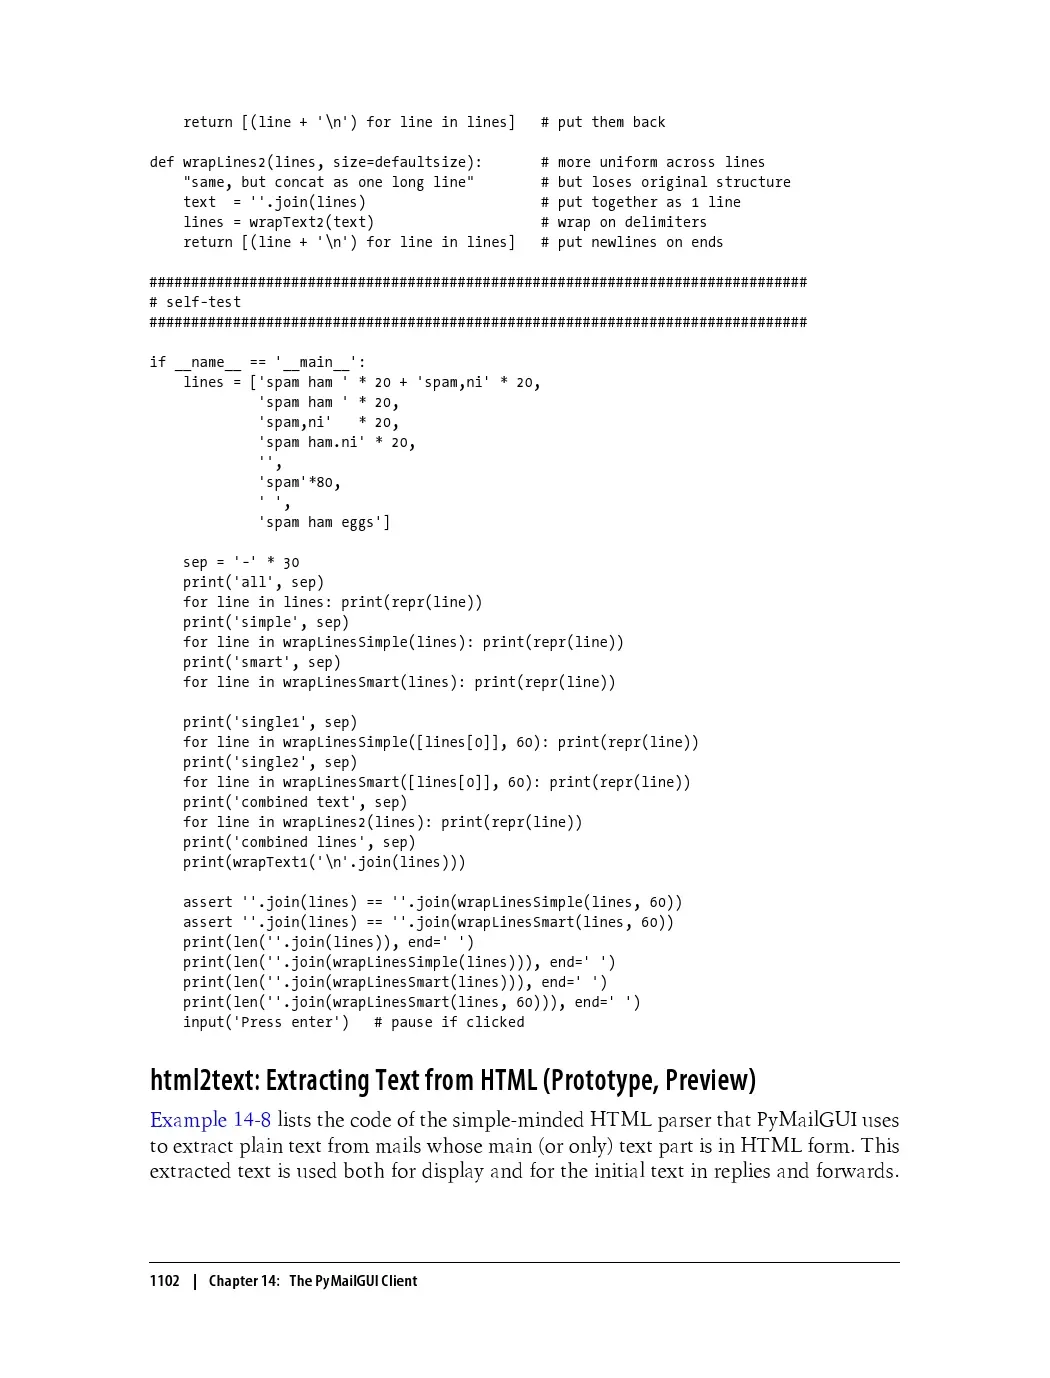 return [(line + '\n') for line in lines]   # put them back

def wrapLines2(lines, size=defaultsize):       # more uniform across lines
    "same, but concat as one long line"        # but loses original structure
    text  = ''.join(lines)                     # put together as 1 line
    lines = wrapText2(text)                    # wrap on delimiters
    return [(line + '\n') for line in lines]   # put newlines on ends

###############################################################################
# self-test
###############################################################################

if __name__ == '__main__':
    lines = ['spam ham ' * 20 + 'spam,ni' * 20,
             'spam ham ' * 20,
             'spam,ni'   * 20,
             'spam ham.ni' * 20,
             '',
             'spam'*80,
             ' ',
             'spam ham eggs']

    sep = '-' * 30
    print('all', sep)
    for line in lines: print(repr(line))
    print('simple', sep)
    for line in wrapLinesSimple(lines): print(repr(line))
    print('smart', sep)
    for line in wrapLinesSmart(lines): print(repr(line))

    print('single1', sep)
    for line in wrapLinesSimple([lines[0]], 60): print(repr(line))
    print('single2', sep)
    for line in wrapLinesSmart([lines[0]], 60): print(repr(line))
    print('combined text', sep)
    for line in wrapLines2(lines): print(repr(line))
    print('combined lines', sep)
    print(wrapText1('\n'.join(lines)))

    assert ''.join(lines) == ''.join(wrapLinesSimple(lines, 60))
    assert ''.join(lines) == ''.join(wrapLinesSmart(lines, 60))
    print(len(''.join(lines)), end=' ')
    print(len(''.join(wrapLinesSimple(lines))), end=' ')
    print(len(''.join(wrapLinesSmart(lines))), end=' ')
    print(len(''.join(wrapLinesSmart(lines, 60))), end=' ')
    input('Press enter')   # pause if clicked

html2text: Extracting Text from HTML (Prototype, Preview)
Example 14-8 lists the code of the simple-minded HTML parser that PyMailGUI uses
to extract plain text from mails whose main (or only) text part is in HTML form. This
extracted text is used both for display and for the initial text in replies and forwards.

1102 | Chapter 14: The PyMailGUI Client